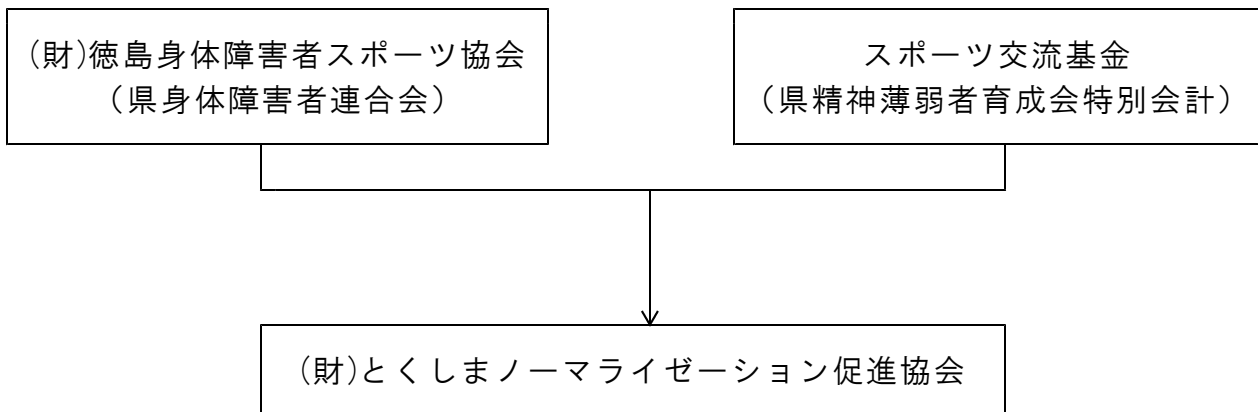 (財)徳島身体障害者スポーツ協会
（県身体障害者連合会）
スポーツ交流基金
（県精神薄弱者育成会特別会計）
(財)とくしまノーマライゼーション促進協会